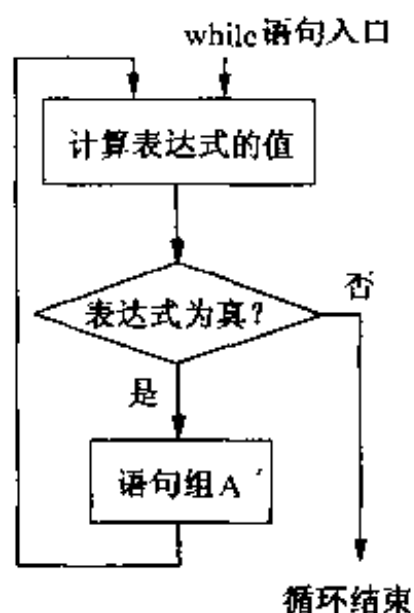 while语句入口
计算表达式的值
表达式为真?
否
是
语句组A
循环结束